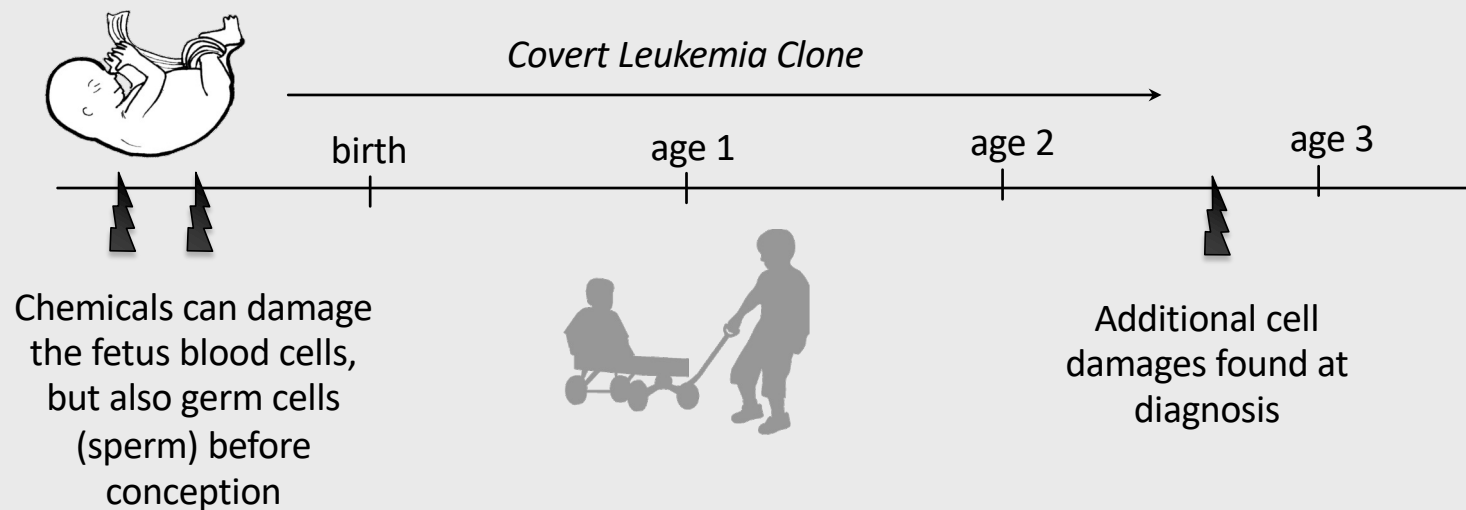 Covert Leukemia Clone
birth
age 1
age 2
age 3
Chemicals can damage
the fetus blood cells,
but also germ cells
(sperm) before
conception
Additional cell
damages found at
diagnosis